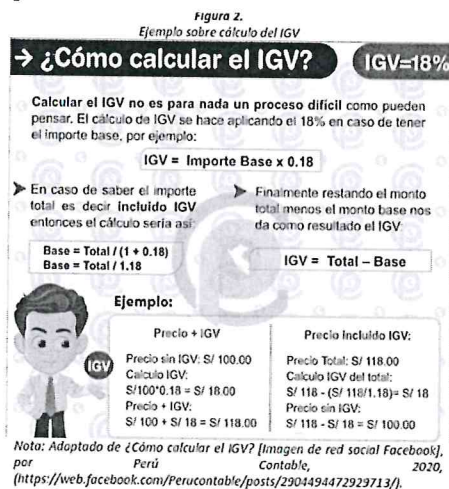 Figura 2.
Ejemplo sobre cálculo del IGV
→ ¿Cómo calcular el IGV?
IGV=18%
Calcular el IGV no es para nada un proceso difícil como pueden
pensar. El cálculo de IGV se hace aplicando el 18% en caso de tener
el importe base, por ejemplo:
IGV = Importe Base x 0.18
➤ En caso de saber el importe
total es decir incluido IGV
entonces el cálculo sería así:
Base = Total / (1 + 0.18)
Base = Total / 1.18
➤ Finalmente restando el monto
total menos el monto base nos
da como resultado el IGV:
IGV = Total – Base
Ejemplo:
IGV
Precio + IGV
Precio sin IGV: S/ 100.00
Calculo IGV:
S/100*0.18 = S/ 18.00
Precio + IGV:
S/ 100 + S/ 18 = S/ 118.00
Precio incluido IGV:
Precio Total: S/ 118.00
Calculo IGV del total:
S/ 118 - (S/ 118/1.18)= S/ 18
Precio sin IGV:
S/ 118 - S/ 18 = S/ 100.00
Nota: Adaptado de ¿Cómo calcular el IGV? [Imagen de red social Facebook],
por Perú Contable, 2020,
(https://web.facebook.com/Perucontable/posts/2904494472929713/).